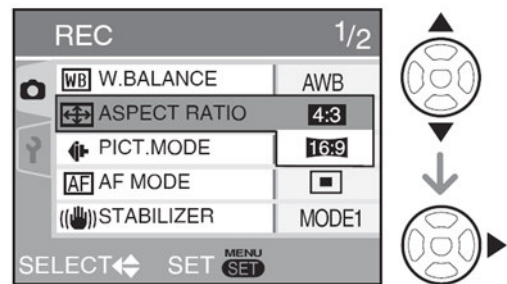 REC 1/2
WB W.BALANCE AWB
ASPECT RATIO 4:3
PICT.MODE 16:9
AF AF MODE
STABILIZER MODE1
SELECT SET MENU SET